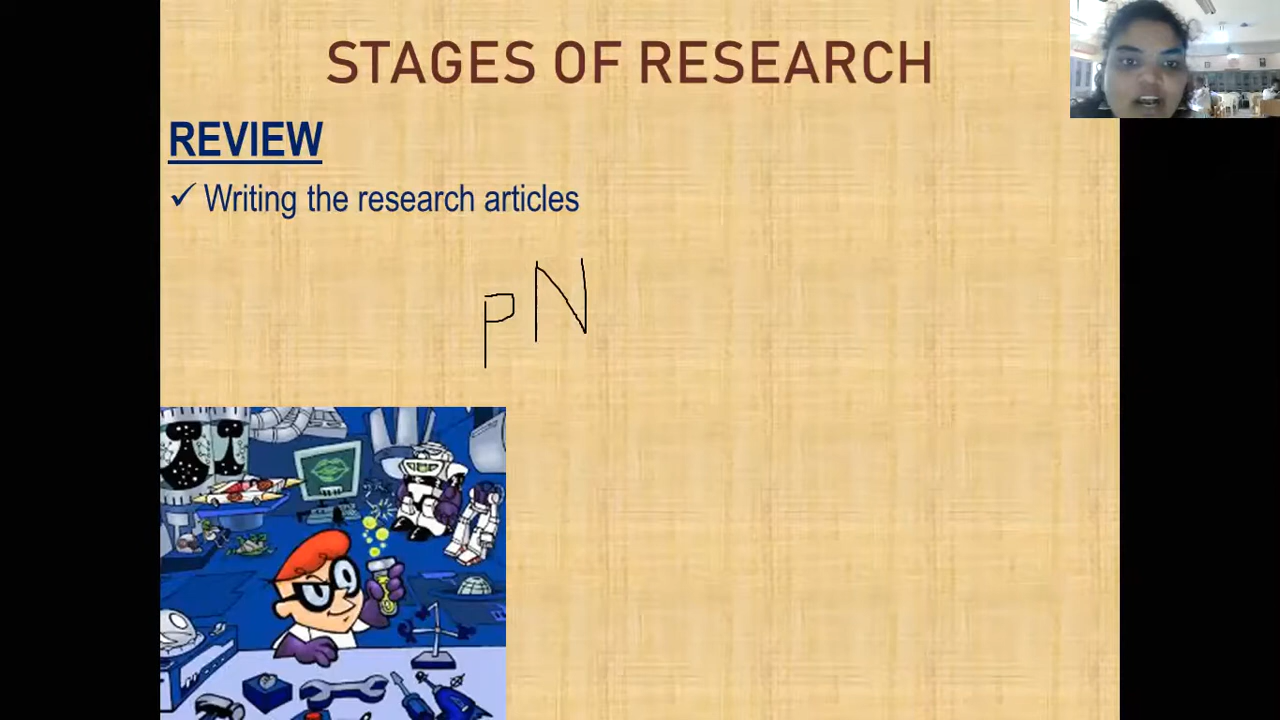 STAGES OF RESEARCH
REVIEW
✓ Writing the research articles
PN